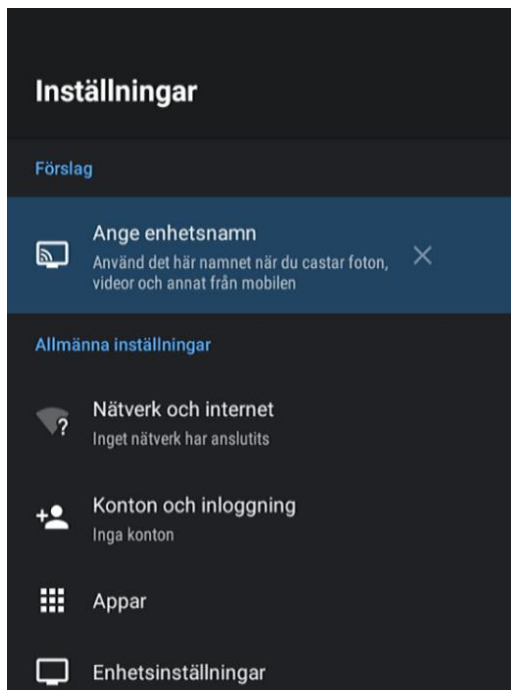 Inställningar
Förslag
Ange enhetsnamn
Använd det här namnet när du castar foton,
videor och annat från mobilen
Allmänna inställningar
Nätverk och internet
Inget nätverk har anslutits
Konton och inloggning
Inga konton
Appar
Enhetsinställningar